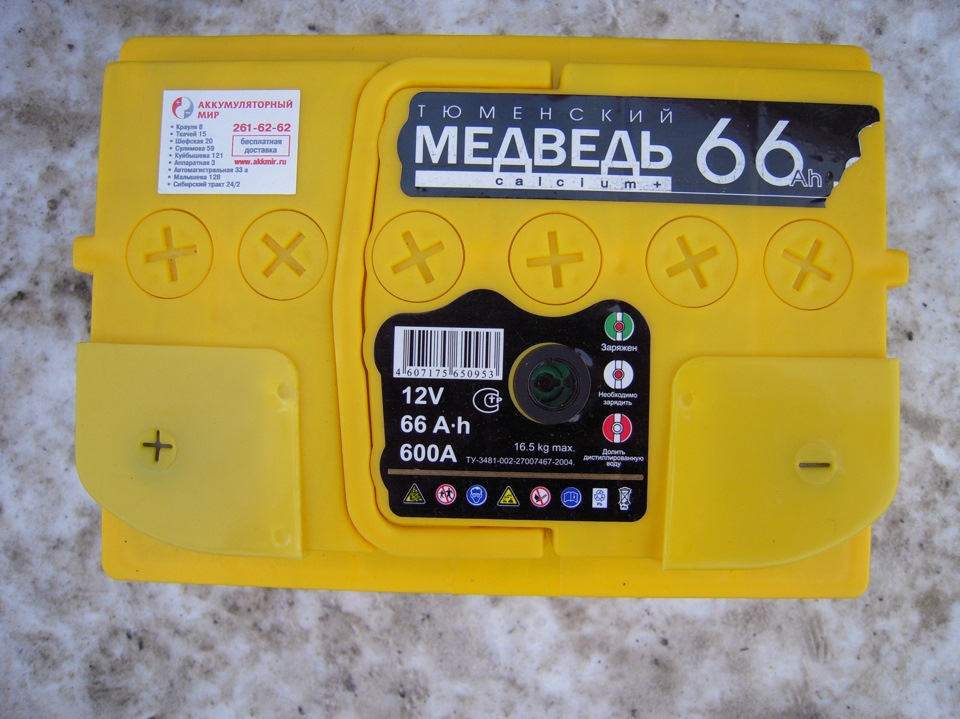 АККУМУЛЯТОРНЫЙ
МИР
• Крауля 8
• Ткачей 15
• Шефская 20
• Сулимова 59
• Куйбышева 121
• Аппаратная 3
• Автомагистральная 33 а
• Малышева 128
• Сибирский тракт 24/2
261-62-62
бесплатная
доставка
www.akkmir.ru
ТЮМЕНСКИЙ
МЕДВЕДЬ 66 Ah
calcium+
4 607175 650953
12V
66 A·h
600A
16.5 kg max.
ТУ-3481-002-27007467-2004.
Заряжен
Необходимо
зарядить
Долить
дистиллированную
воду
Pb
+
−